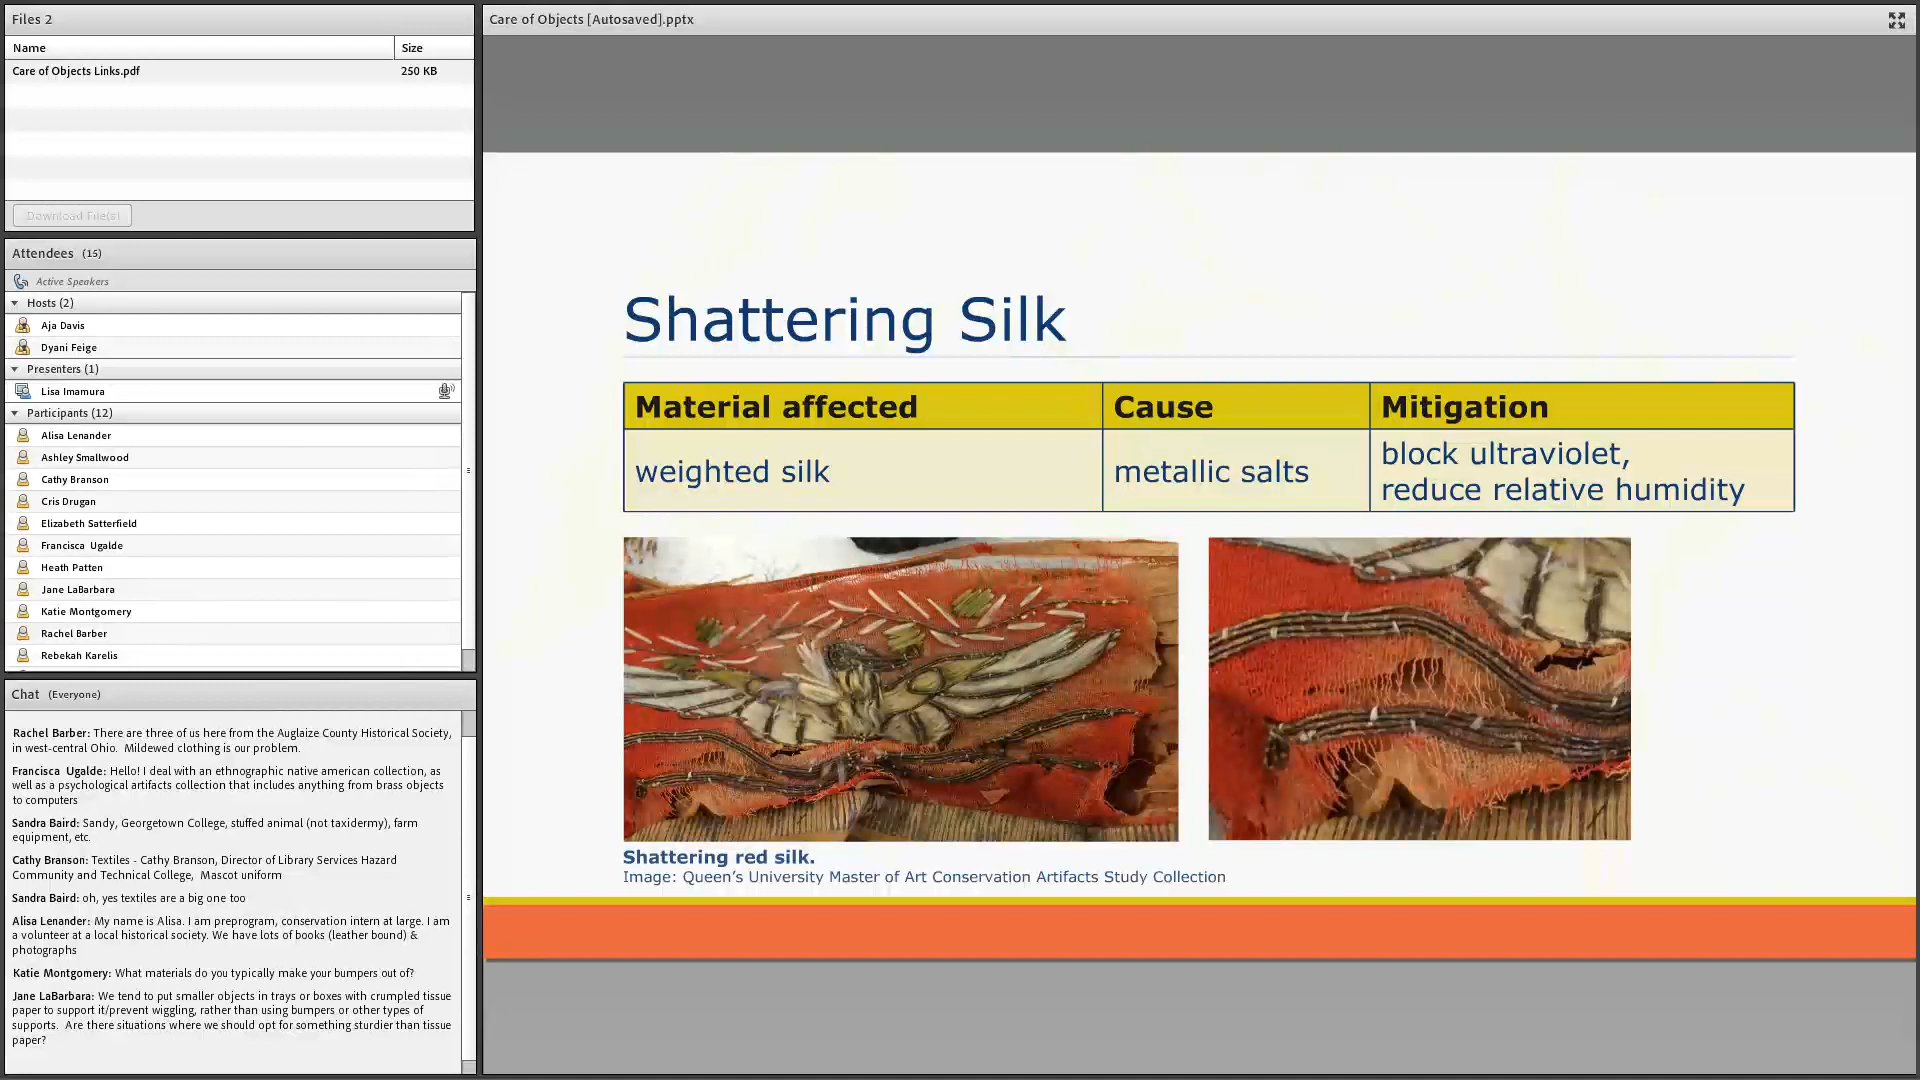 Files 2
Name Size
Care of Objects Links.pdf 250 KB
Download File(s)
Attendees (15)
Active Speakers
Hosts (2)
Aja Davis
Dyani Feige
Presenters (1)
Lisa Imamura
Participants (12)
Alisa Lenander
Ashley Smallwood
Cathy Branson
Cris Drugan
Elizabeth Satterfield
Francisca Ugalde
Heath Patten
Jane LaBarbara
Katie Montgomery
Rachel Barber
Rebekah Karelis
Chat (Everyone)
Rachel Barber: There are three of us here from the Auglaize County Historical Society,
in west-central Ohio. Mildewed clothing is our problem.
Francisca Ugalde: Hello! I deal with an ethnographic native american collection, as
well as a psychological artifacts collection that includes anything from brass objects
to computers
Sandra Baird: Sandy, Georgetown College, stuffed animal (not taxidermy), farm
equipment, etc.
Cathy Branson: Textiles - Cathy Branson, Director of Library Services Hazard
Community and Technical College, Mascot uniform
Sandra Baird: oh, yes textiles are a big one too
Alisa Lenander: My name is Alisa. I am preprogram, conservation intern at large. I am
a volunteer at a local historical society. We have lots of books (leather bound) &
photographs
Katie Montgomery: What materials do you typically make your bumpers out of?
Jane LaBarbara: We tend to put smaller objects in trays or boxes with crumpled tissue
paper to support it/prevent wiggling, rather than using bumpers or other types of
supports. Are there situations where we should opt for something sturdier than tissue
paper?
Care of Objects [Autosaved].pptx
Shattering Silk
Material affected Cause Mitigation
weighted silk metallic salts block ultraviolet,
reduce relative humidity
Shattering red silk.
Image: Queen’s University Master of Art Conservation Artifacts Study Collection